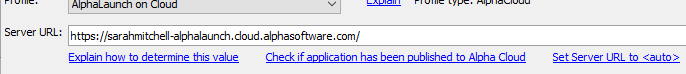 Profile: AlphaLaunch on Cloud Explain Profile type: AlphaCloud
Server URL: https://sarahmitchell-alphalaunch.cloud.alphasoftware.com/
Explain how to determine this value Check if application has been published to Alpha Cloud Set Server URL to <auto>